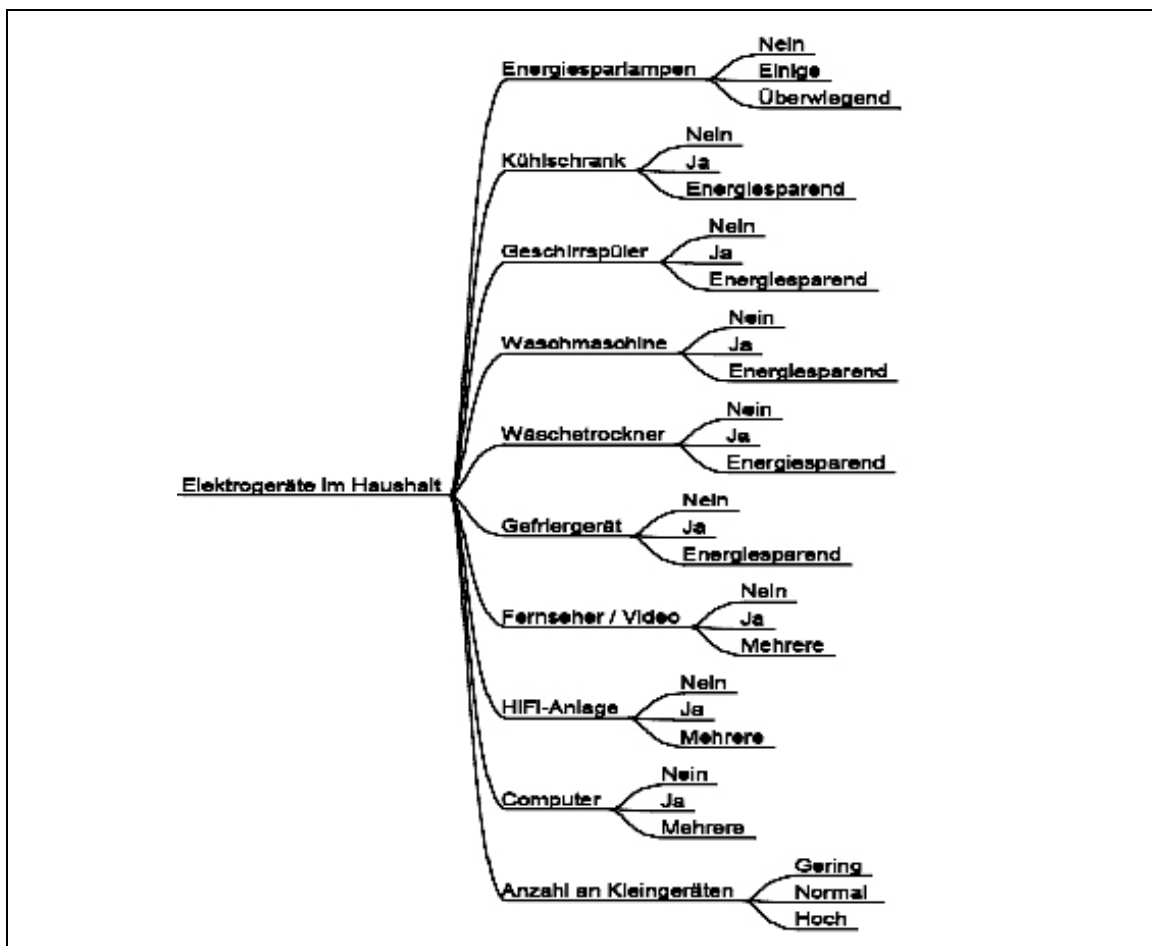 Energiesparlampen
Nein
Einige
Überwiegend
Kühlschrank
Nein
Ja
Energiesparend
Geschirrspüler
Nein
Ja
Energiesparend
Waschmaschine
Nein
Ja
Energiesparend
Wäschetrockner
Nein
Ja
Energiesparend
Elektrogeräte im Haushalt
Gefriergerät
Nein
Ja
Energiesparend
Fernseher / Video
Nein
Ja
Mehrere
HIFI-Anlage
Nein
Ja
Mehrere
Computer
Nein
Ja
Mehrere
Anzahl an Kleingeräten
Gering
Normal
Hoch